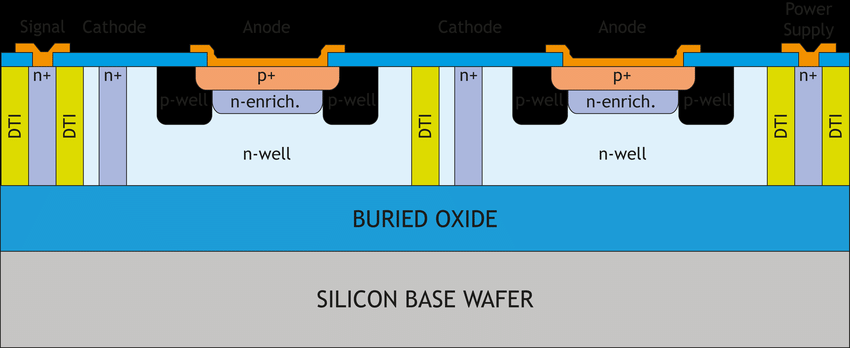 Power
Signal Cathode Anode Cathode Anode Supply
n+ n+ p+ n+ p+ n+
p-well n-enrich. p-well p-well n-enrich. p-well
DTI DTI DTI DTI DTI
n-well n-well
BURIED OXIDE
SILICON BASE WAFER